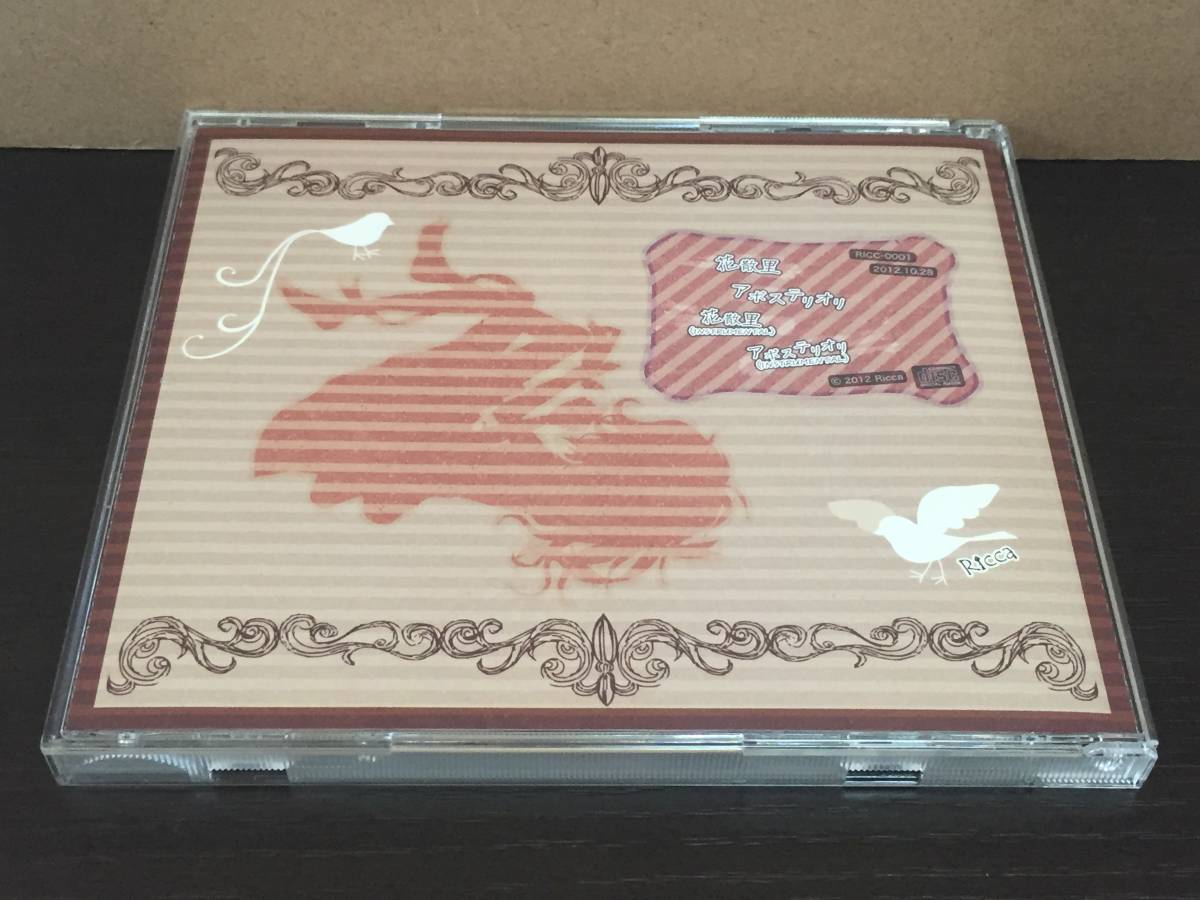 花散里
RICC-0001
2012.10.28
アポステリオリ
花散里
(INSTRUMENTAL)
アポステリオリ
(INSTRUMENTAL)
© 2012 Ricca
disc
Ricca